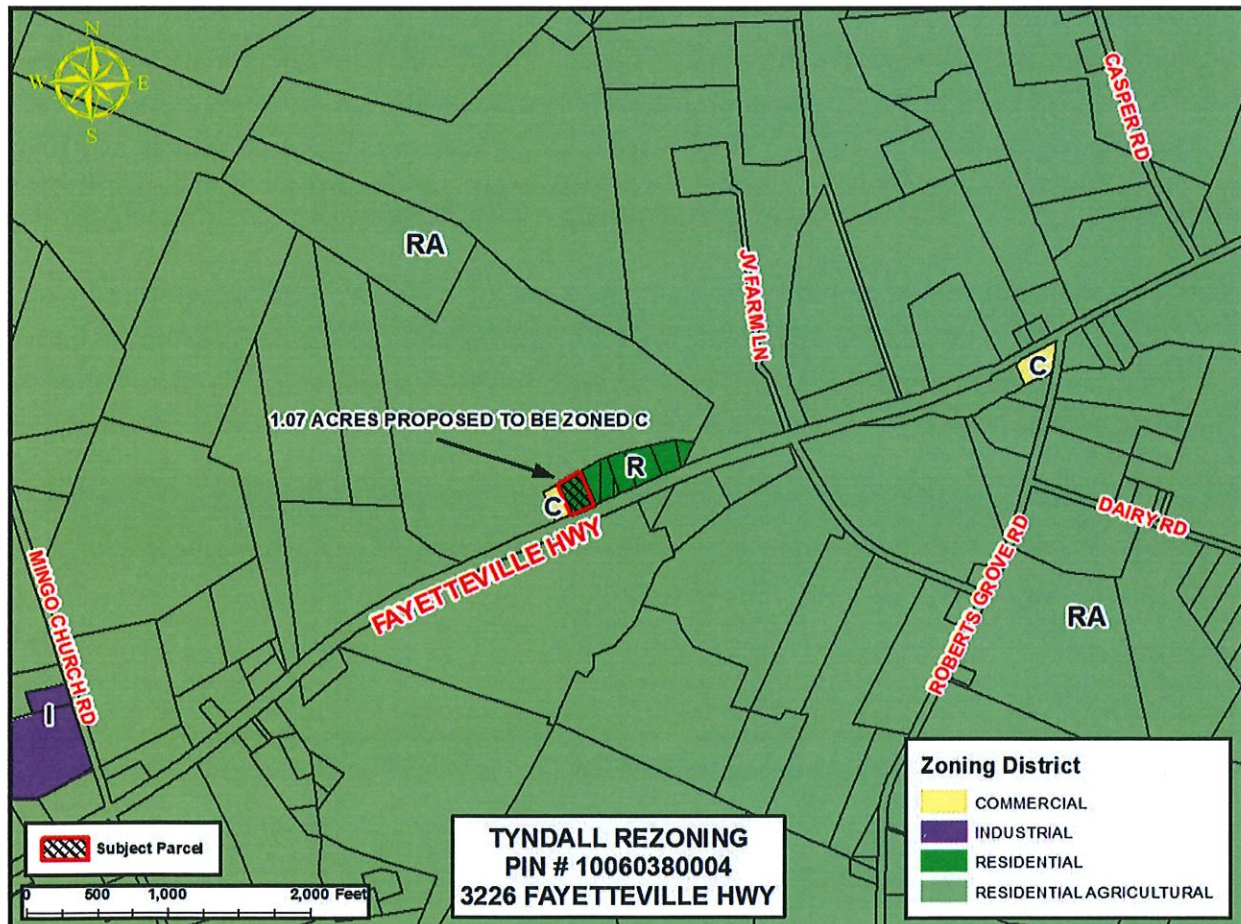 N
W E
S
CASPER RD
RA
JV FARM LN
C
1.07 ACRES PROPOSED TO BE ZONED C
R
C
FAYETTEVILLE HWY
DAIRY RD
MINGO CHURCH RD
ROBERTS GROVE RD
RA
I
Zoning District
COMMERCIAL
INDUSTRIAL
RESIDENTIAL
RESIDENTIAL AGRICULTURAL
Subject Parcel
0 500 1,000 2,000 Feet
TYNDALL REZONING
PIN # 10060380004
3226 FAYETTEVILLE HWY